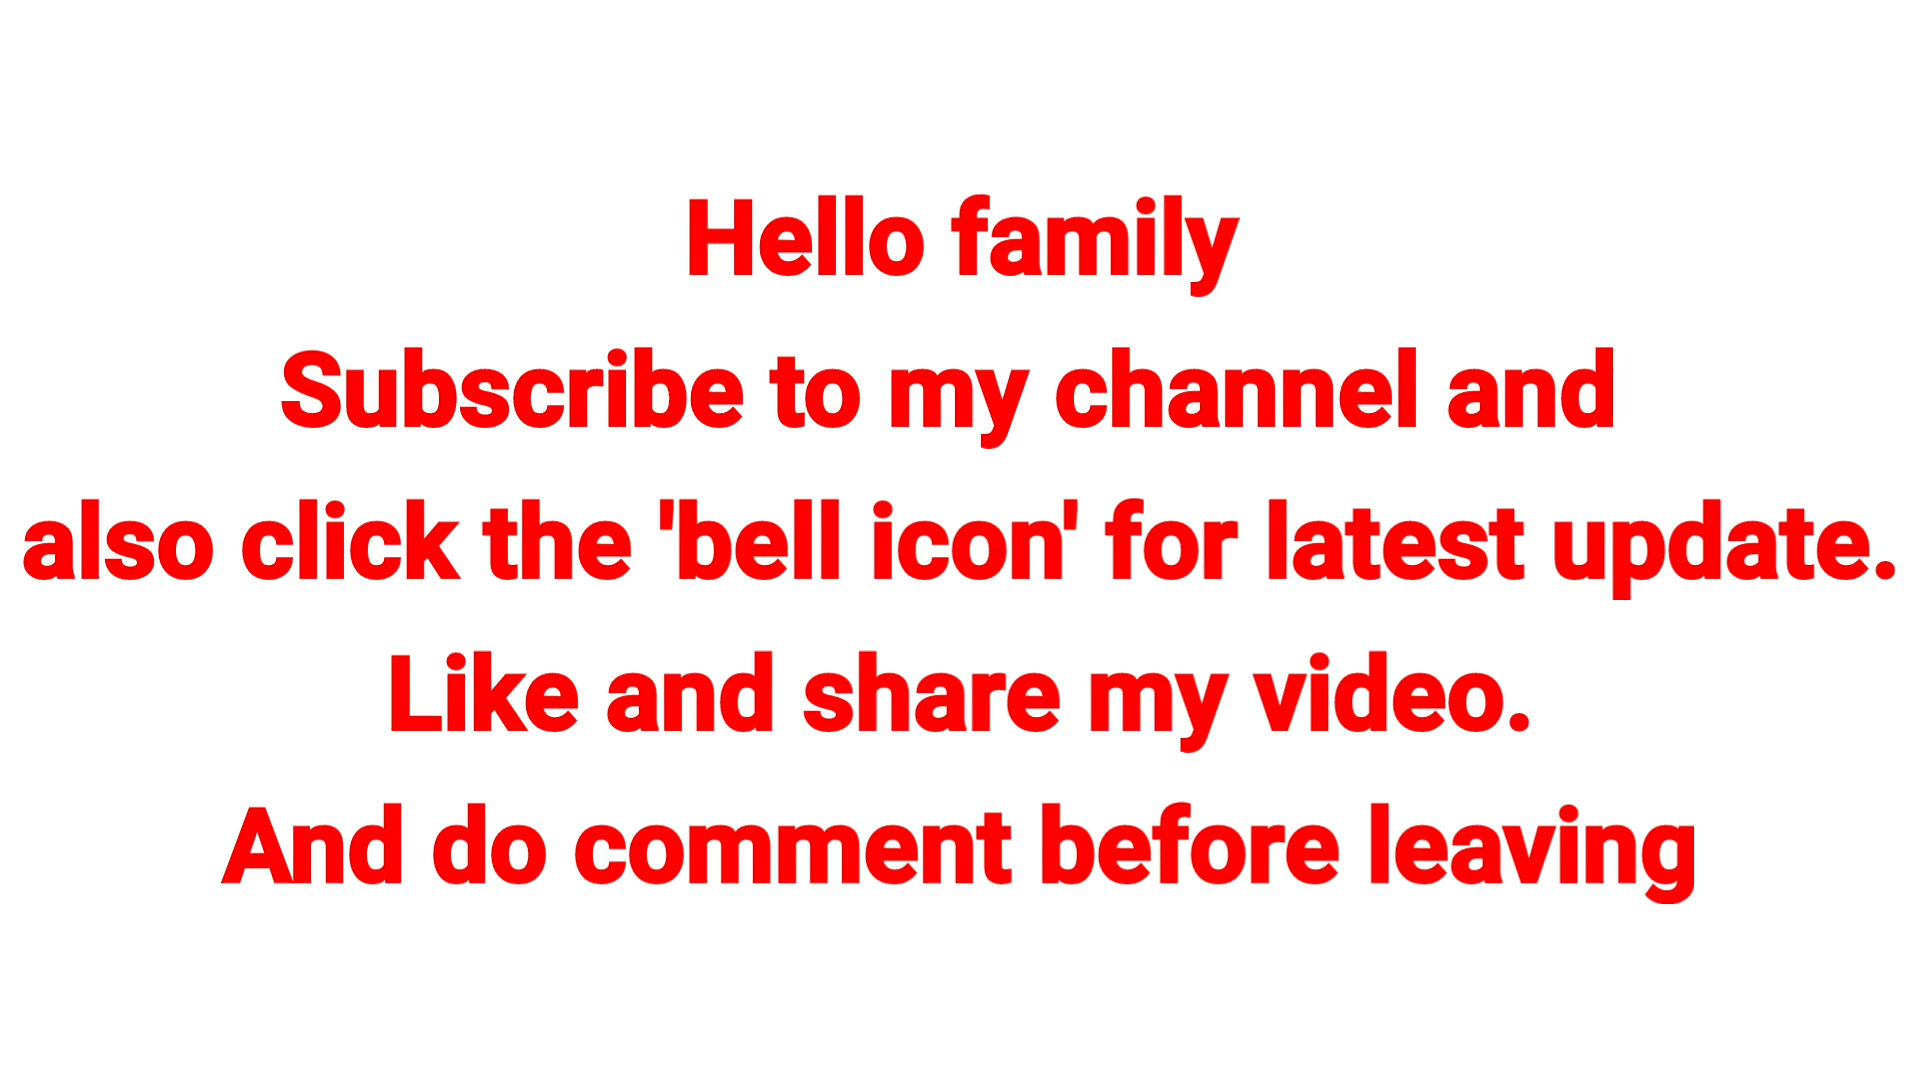 Hello family
Subscribe to my channel and
also click the 'bell icon' for latest update.
Like and share my video.
And do comment before leaving